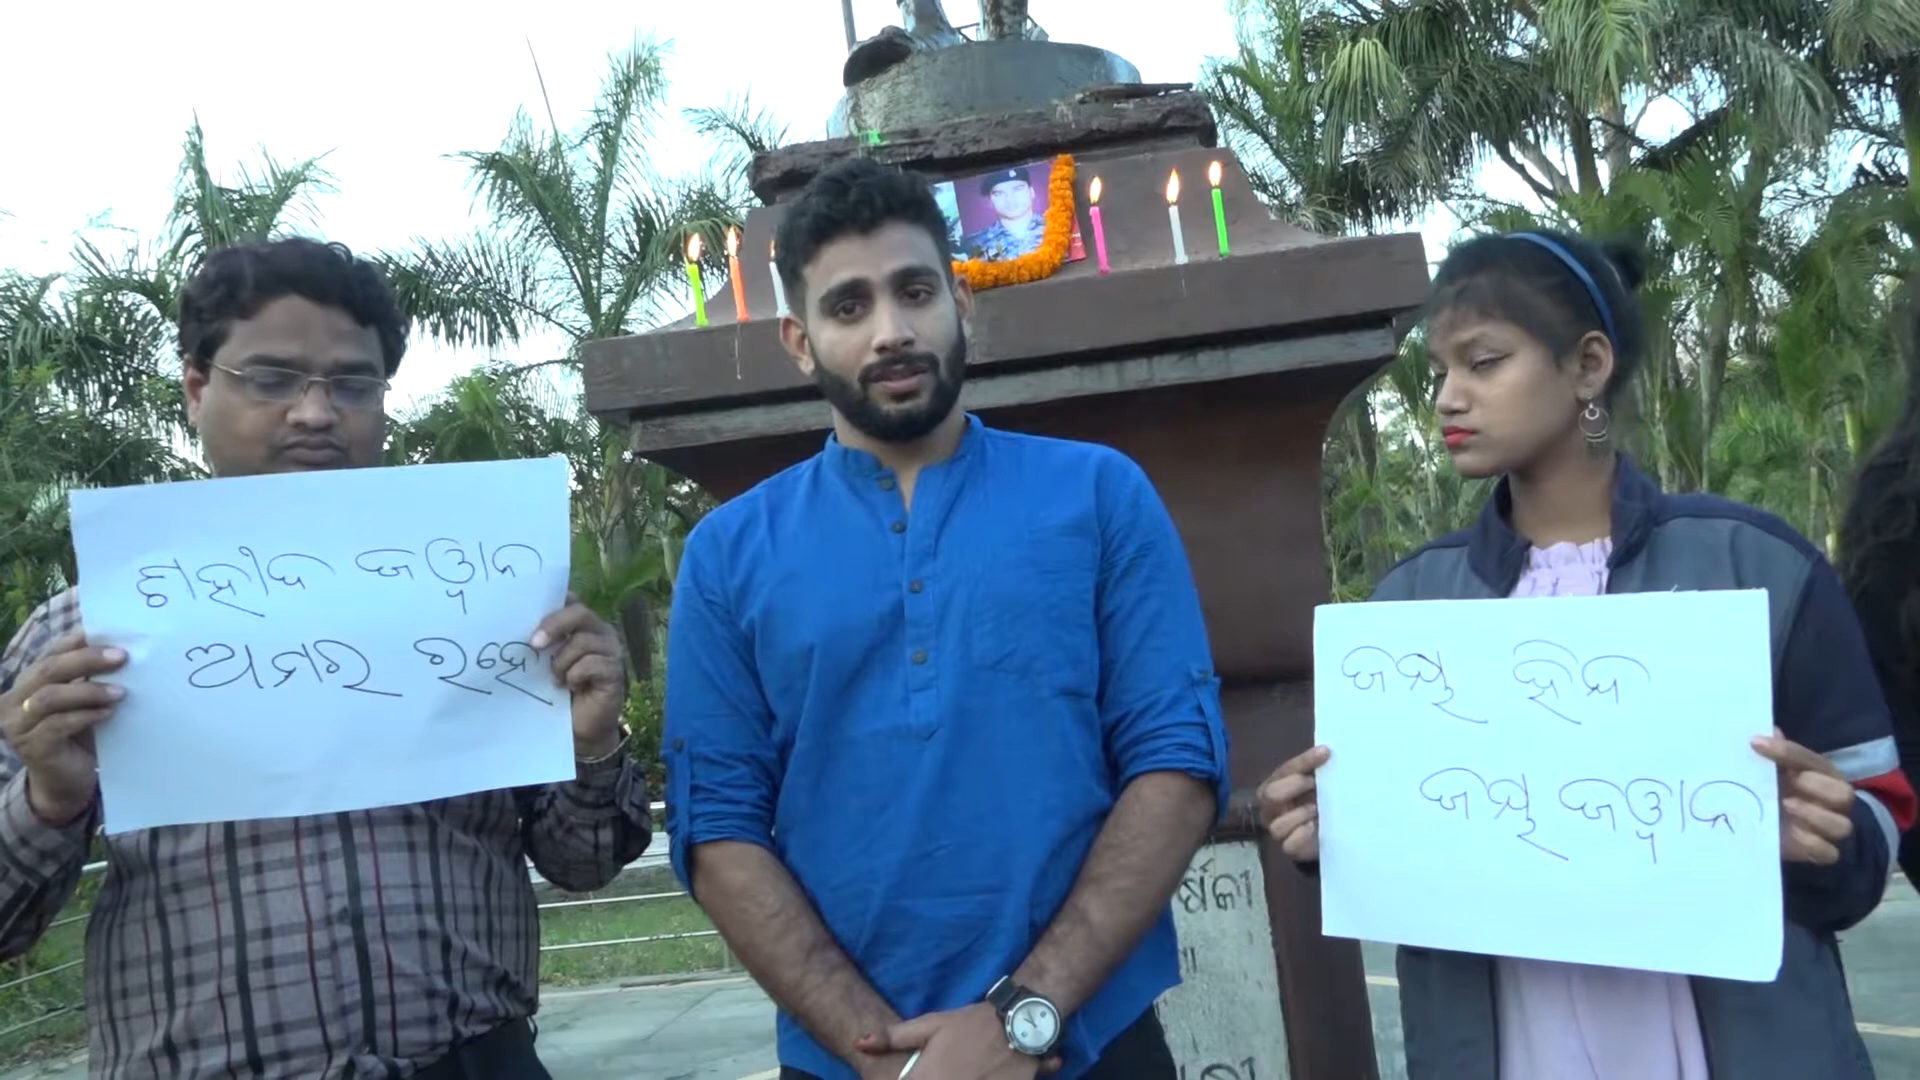 ଶହୀଦ ଜୱାନ
ଅମର ରହେ
ଜୟ ହିନ୍ଦ
ଜୟ ଜୱାନ